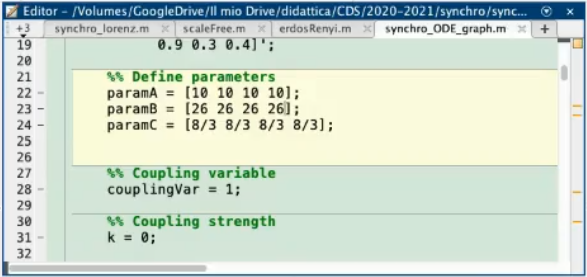 Editor - /Volumes/GoogleDrive/Il mio Drive/didattica/CDS/2020-2021/synchro/sync...
+3 synchro_lorenz.m × scaleFree.m × erdosRenyi.m × synchro_ODE_graph.m × +
19 0.9 0.3 0.4]';
20
21 %% Define parameters
22 - paramA = [10 10 10 10];
23 - paramB = [26 26 26 26];
24 - paramC = [8/3 8/3 8/3 8/3];
25
26
27 %% Coupling variable
28 - couplingVar = 1;
29
30 %% Coupling strength
31 - k = 0;
32